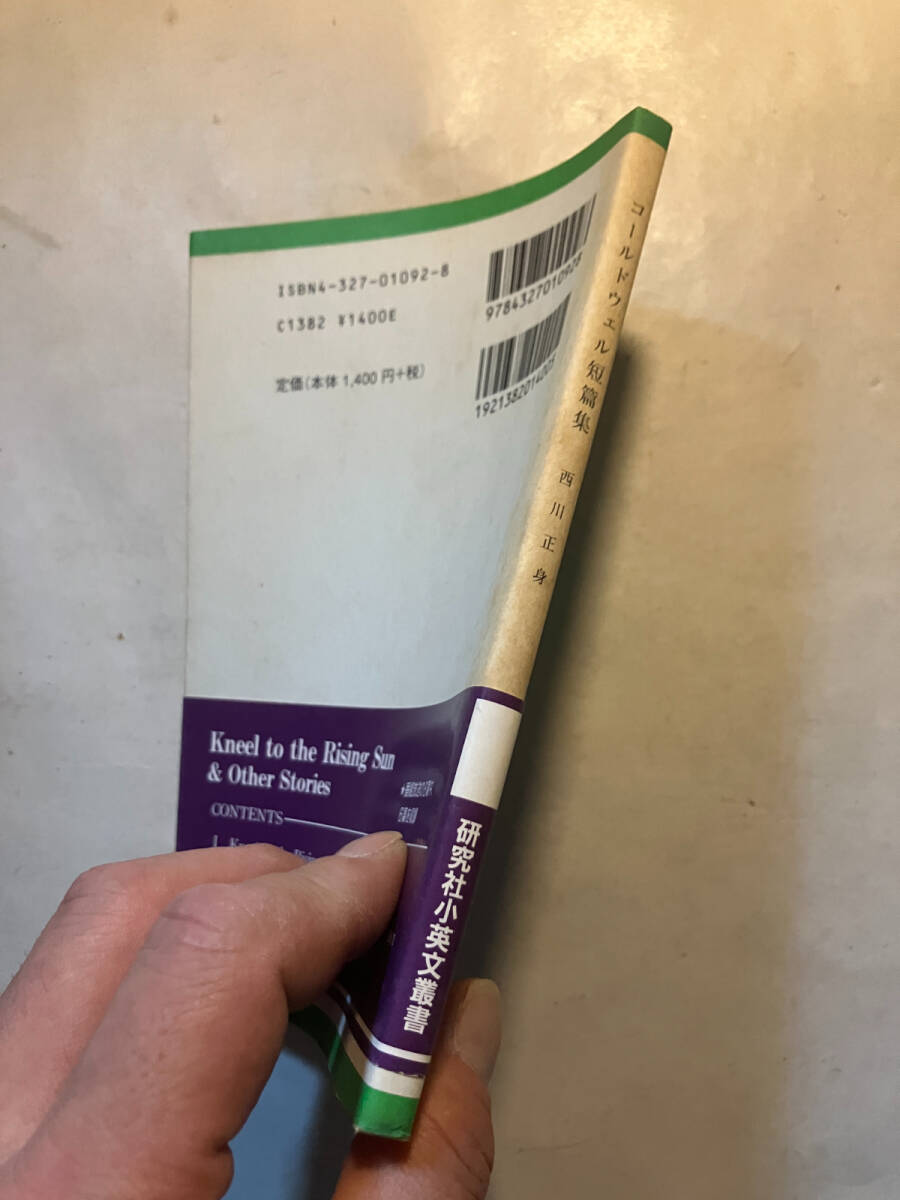 ISBN4-327-01092-8
C1382 ¥1400E
定価(本体1,400円+税)
9784327010928
1921382014005
コールドウェル短篇集 西川正身
Kneel to the Rising Sun
& Other Stories
CONTENTS
研究社小英文叢書